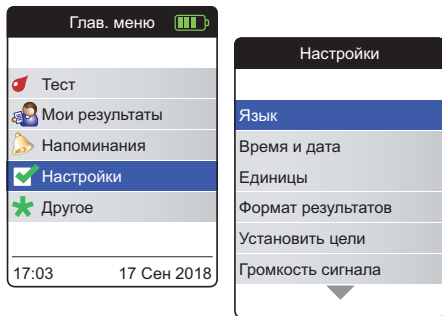 Глав. меню
Тест
Мои результаты
Напоминания
Настройки
Другое
17:03 17 Сен 2018
Настройки
Язык
Время и дата
Единицы
Формат результатов
Установить цели
Громкость сигнала